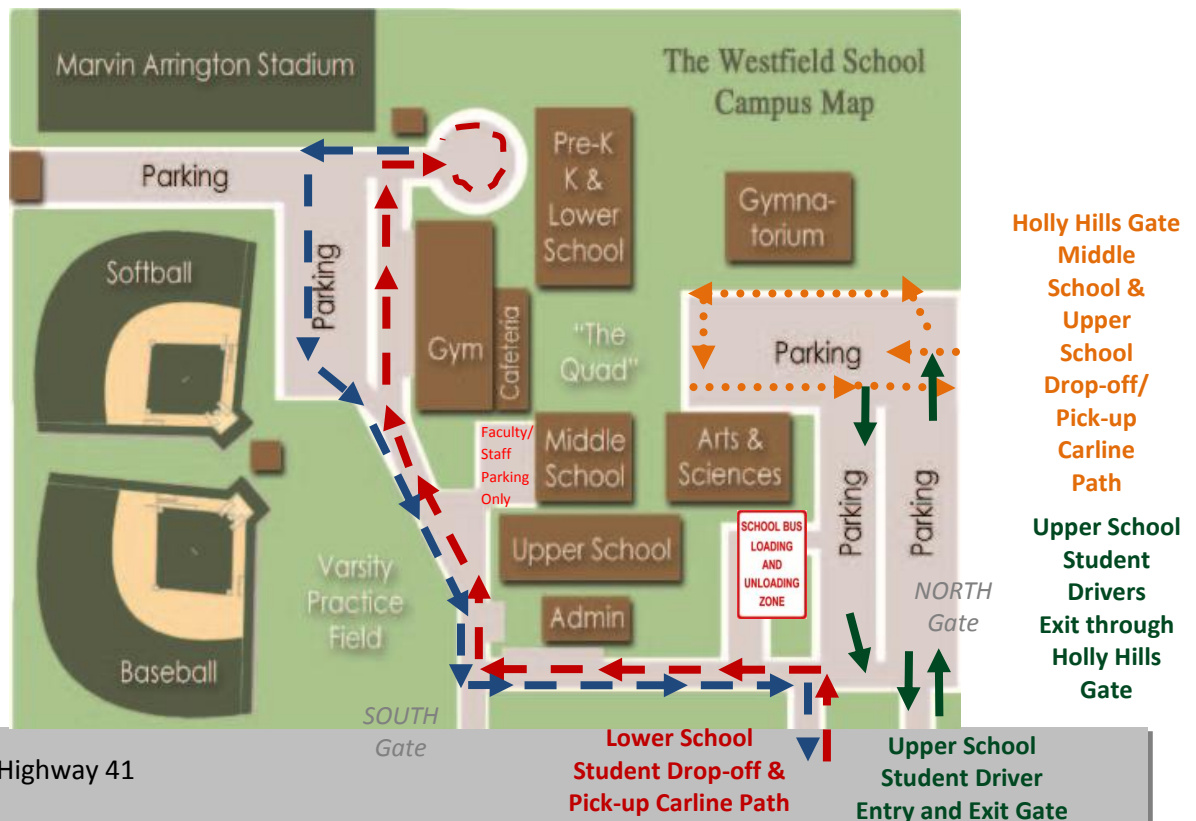 Marvin Arrington Stadium
The Westfield School
Campus Map
Parking
Pre-K
K &
Lower
School
Gymna-
torium
Holly Hills Gate
Middle
School &
Upper
School
Drop-off/
Pick-up
Carline
Path
Softball
Parking
Gym
Cafeteria
"The
Quad"
Parking
Faculty/
Staff
Parking
Only
Middle
School
Arts &
Sciences
Parking
Parking
SCHOOL BUS
LOADING
AND
UNLOADING
ZONE
Upper School
Student
Drivers
Exit through
Holly Hills
Gate
Upper School
Varsity
Practice
Field
Admin
NORTH
Gate
Baseball
SOUTH
Gate
Highway 41
Lower School
Student Drop-off &
Pick-up Carline Path
Upper School
Student Driver
Entry and Exit Gate